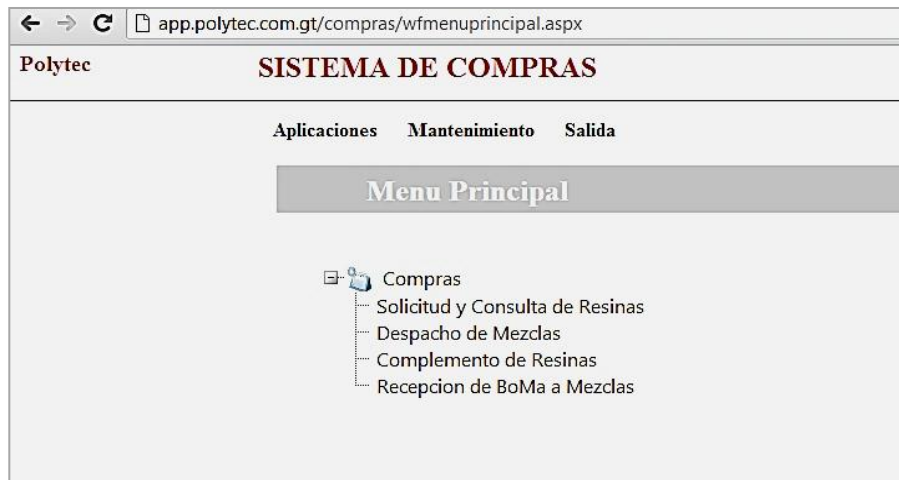 app.polytec.com.gt/compras/wfmenuprincipal.aspx
Polytec SISTEMA DE COMPRAS
Aplicaciones Mantenimiento Salida
Menu Principal
Compras
Solicitud y Consulta de Resinas
Despacho de Mezclas
Complemento de Resinas
Recepcion de BoMa a Mezclas